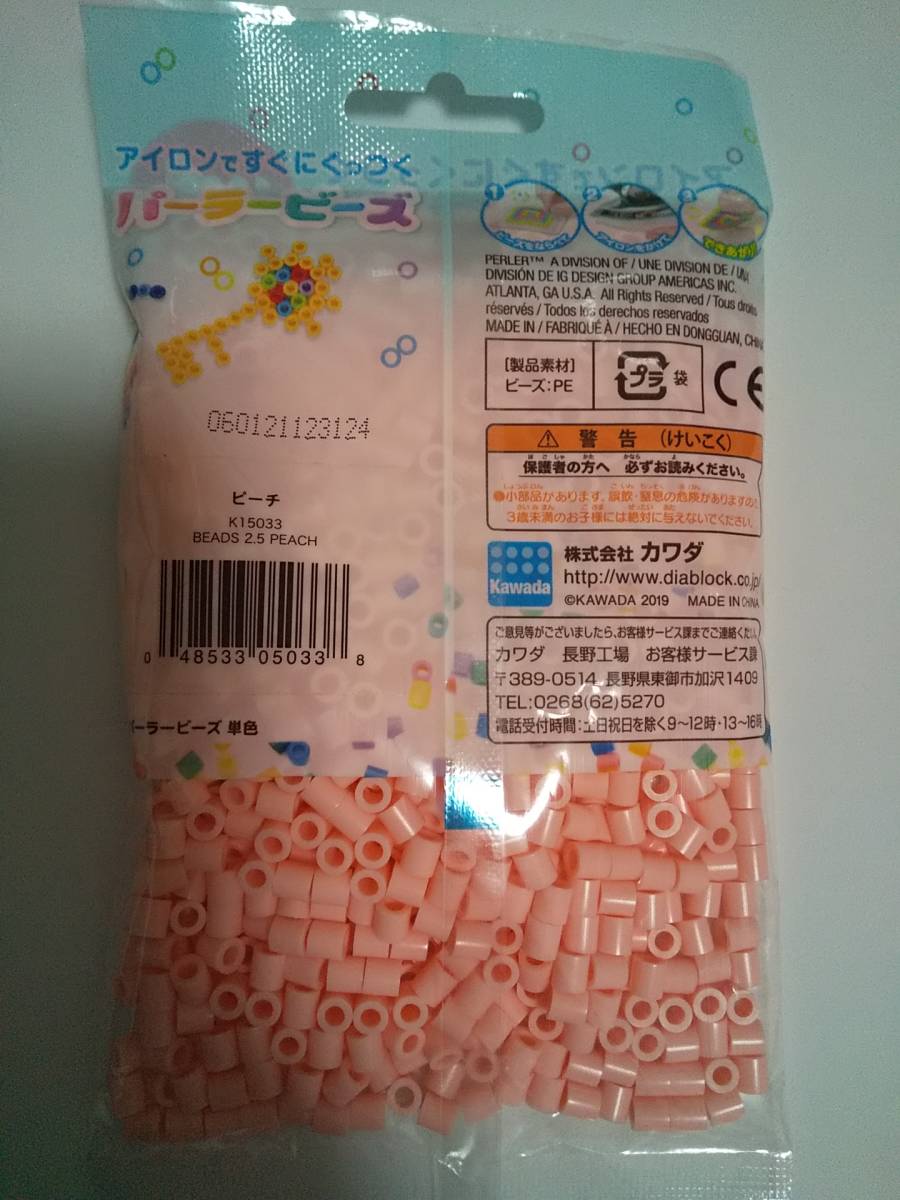 アイロンですぐにくっつく
パーラービーズ
060121123124
ピーチ
K15033
BEADS 2.5 PEACH
0 48533 05033 8
ーラービーズ 単色
1
2
3
ビーズをならべて
アイロンをかけて
できあがり!
PERLER™ A DIVISION OF / UNE DIVISION DE / UNA
DIVISIÓN DE IG DESIGN GROUP AMERICAS INC.
ATLANTA, GA U.S.A. All Rights Reserved / Tous droits
réservés / Todos los derechos reservados
MADE IN / FABRIQUÉ À / HECHO EN DONGGUAN, CHINA
[製品素材]
ビーズ:PE
プラ 袋
CE
警告 (けいこく)
保護者の方へ 必ずお読みください。
●小部品があります。誤飲・窒息の危険がありますので
3歳未満のお子様には絶対に与えないでください。
Kawada
株式会社 カワダ
http://www.diablock.co.jp/
©KAWADA 2019 MADE IN CHINA
ご意見等がございましたら、お客様サービス課までご連絡ください
カワダ 長野工場 お客様サービス課
〒389-0514 長野県東御市加沢1409
TEL:0268(62)5270
電話受付時間:土日祝日を除く9〜12時・13〜16時